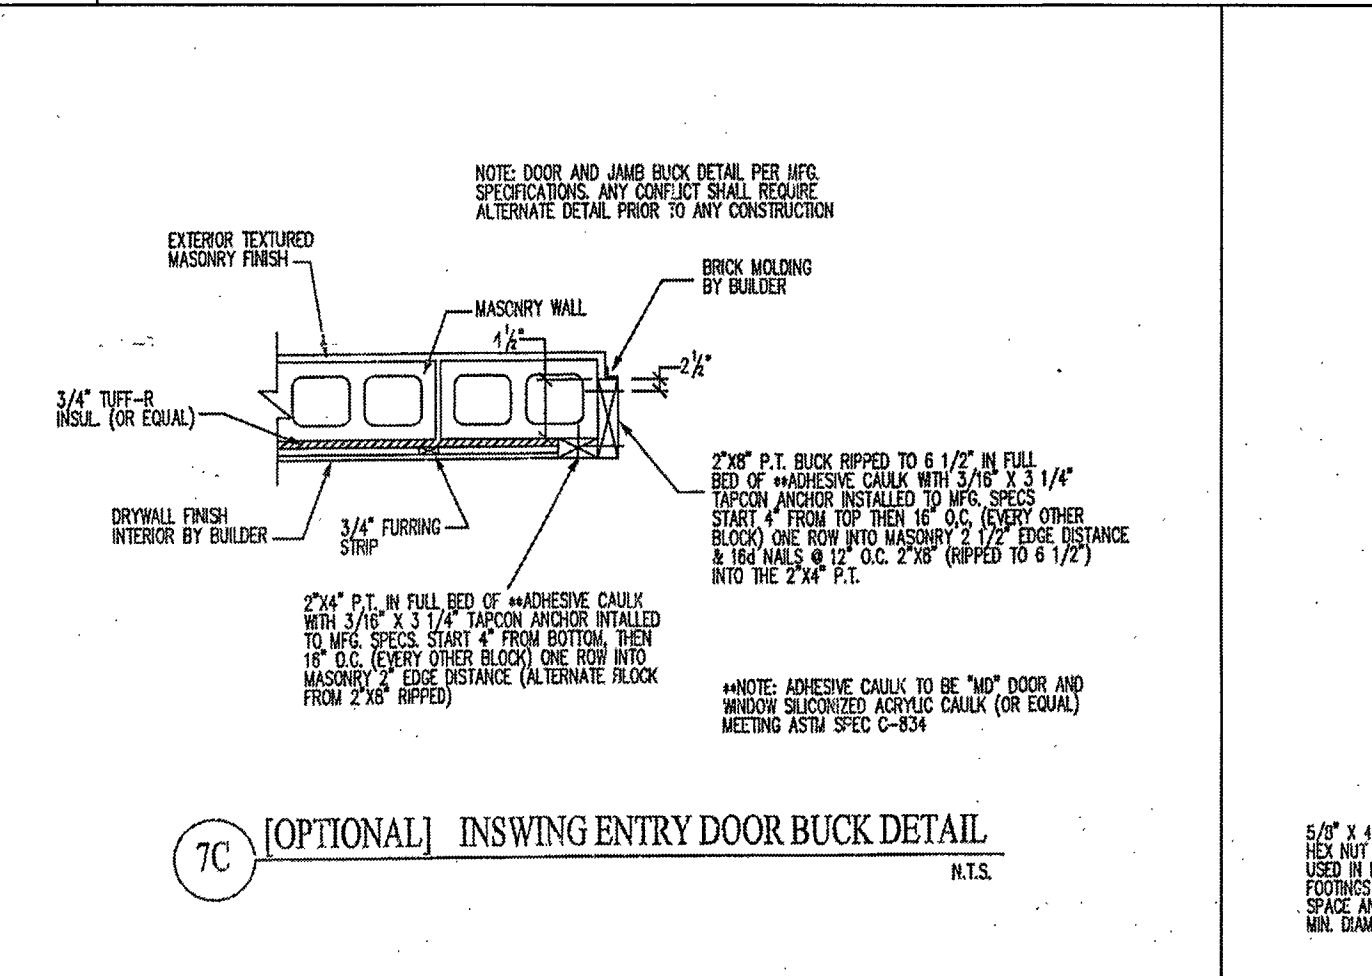 NOTE: DOOR AND JAMB BUCK DETAIL PER MFG.
SPECIFICATIONS. ANY CONFLICT SHALL REQUIRE
ALTERNATE DETAIL PRIOR TO ANY CONSTRUCTION
EXTERIOR TEXTURED
MASONRY FINISH
BRICK MOLDING
BY BUILDER
MASONRY WALL
1 1/2"
2 1/2"
3/4" TUFF-R
INSUL. (OR EQUAL)
DRYWALL FINISH
INTERIOR BY BUILDER
3/4" FURRING
STRIP
2"X8" P.T. BUCK RIPPED TO 6 1/2" IN FULL
BED OF **ADHESIVE CAULK WITH 3/16" X 3 1/4"
TAPCON ANCHOR INSTALLED TO MFG. SPECS
START 4" FROM TOP THEN 16" O.C. (EVERY OTHER
BLOCK) ONE ROW INTO MASONRY 2 1/2" EDGE DISTANCE
& 16d NAILS @ 12" O.C. 2"X8" (RIPPED TO 6 1/2")
INTO THE 2"X4" P.T.
2"X4" P.T. IN FULL BED OF **ADHESIVE CAULK
WITH 3/16" X 3 1/4" TAPCON ANCHOR INTALLED
TO MFG. SPECS. START 4" FROM BOTTOM, THEN
16" O.C. (EVERY OTHER BLOCK) ONE ROW INTO
MASONRY 2" EDGE DISTANCE (ALTERNATE BLOCK
FROM 2"X8" RIPPED)
**NOTE: ADHESIVE CAULK TO BE "MD" DOOR AND
WINDOW SILICONIZED ACRYLIC CAULK (OR EQUAL)
MEETING ASTM SPEC C-834
7C [OPTIONAL] INSWING ENTRY DOOR BUCK DETAIL
N.T.S.
5/8" X 4
HEX NUT
USED IN
FOOTINGS
SPACE
MIN.